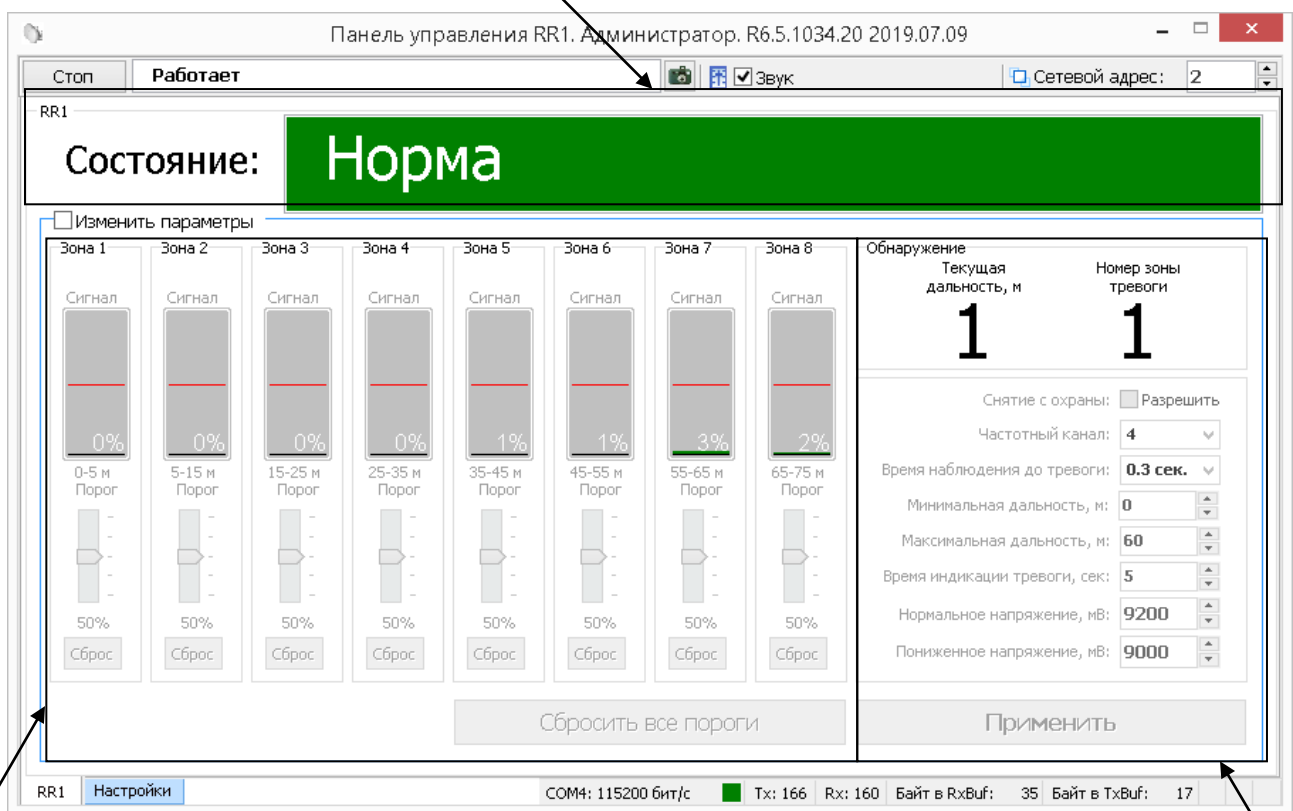 Панель управления RR1. Администратор. R6.5.1034.20 2019.07.09
Стоп Работает Звук Сетевой адрес: 2
RR1
Состояние: Норма
Изменить параметры
Зона 1 Зона 2 Зона 3 Зона 4 Зона 5 Зона 6 Зона 7 Зона 8 Обнаружение
Текущая дальность, м Номер зоны тревоги
1 1
Сигнал Сигнал Сигнал Сигнал Сигнал Сигнал Сигнал Сигнал
0% 0% 0% 0% 1% 1% 3% 2%
0-5 м 5-15 м 15-25 м 25-35 м 35-45 м 45-55 м 55-65 м 65-75 м
Порог Порог Порог Порог Порог Порог Порог Порог
50% 50% 50% 50% 50% 50% 50% 50%
Сброс Сброс Сброс Сброс Сброс Сброс Сброс Сброс
Сбросить все пороги
Снятие с охраны: Разрешить
Частотный канал: 4
Время наблюдения до тревоги: 0.3 сек.
Минимальная дальность, м: 0
Максимальная дальность, м: 60
Время индикации тревоги, сек: 5
Нормальное напряжение, мВ: 9200
Пониженное напряжение, мВ: 9000
Применить
RR1 Настройки COM4: 115200 бит/с Tx: 166 Rx: 160 Байт в RxBuf: 35 Байт в TxBuf: 17